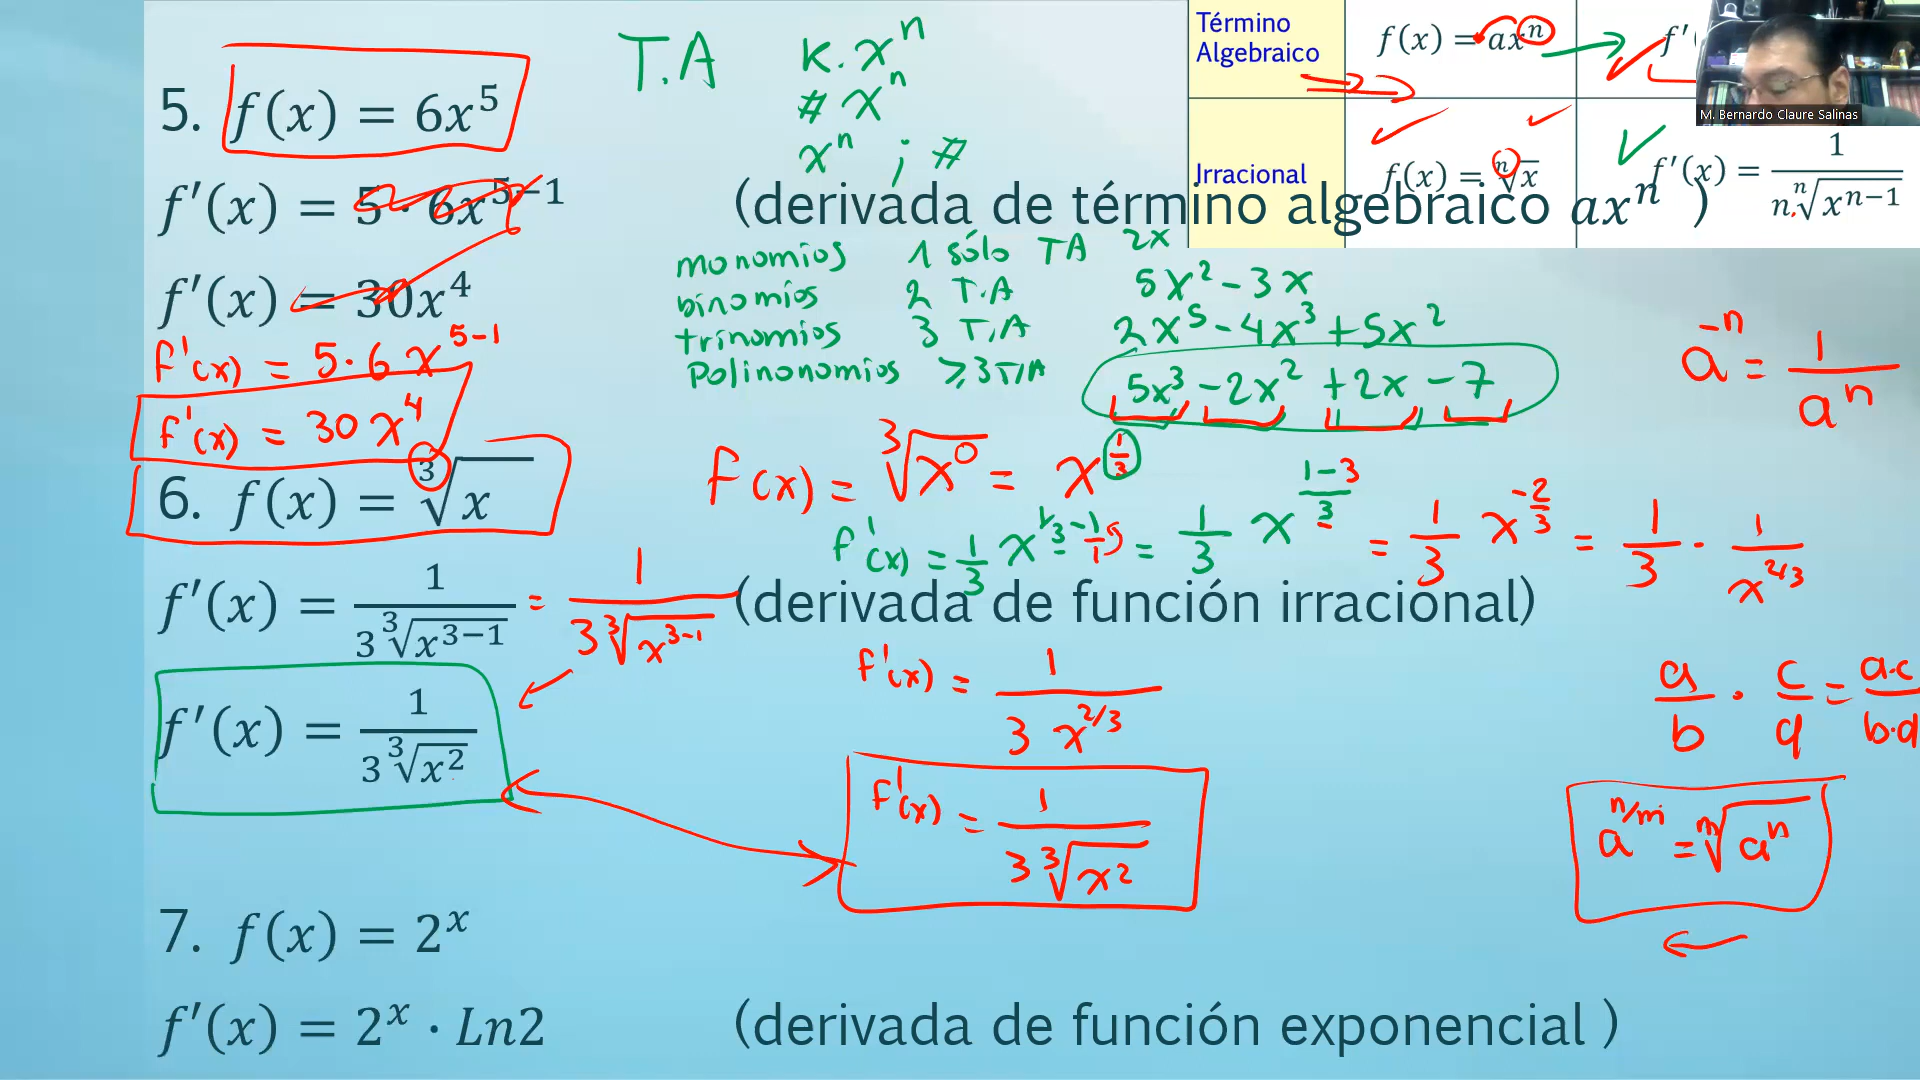 5. f(x) = 6x⁵
f'(x) = 5 · 6x⁵⁻¹ (derivada de término algebraico axⁿ )
f'(x) = 30x⁴
f'(x) = 5·6 x⁵⁻¹
f'(x) = 30 x⁴
T.A k.xⁿ
# xⁿ
xⁿ ; #
monomios 1 sólo TA 2x
binomios 2 T.A 5x² - 3x
trinomios 3 T.A 2x⁵ - 4x³ + 5x²
Polinonomios ⩾3T/A 5x³ - 2x² + 2x - 7
Término Algebraico f(x) = axⁿ f'(
Irracional f(x) = ⁿ√x f'(x) = 1/(n.ⁿ√(xⁿ⁻¹))
M. Bernardo Claure Salinas
a⁻ⁿ = 1/aⁿ
6. f(x) = ³√x
f(x) = ³√x⁰ = x^(1/3)
f'(x) = 1/3 x^(1/3 - 1/1) = 1/3 x^((1-3)/3) = 1/3 x^(-2/3) = 1/3 · 1/x^(2/3)
f'(x) = 1/(3 ³√(x³⁻¹)) = 1/(3 ³√(x³⁻¹)) (derivada de función irracional)
f'(x) = 1/(3 x^(2/3))
a/b · c/d = a·c/b·d
f'(x) = 1/(3 ³√(x²))
f'(x) = 1/(3 ³√(x²))
a^(n/m) = ᵐ√(aⁿ)
7. f(x) = 2ˣ
f'(x) = 2ˣ · Ln2 (derivada de función exponencial )